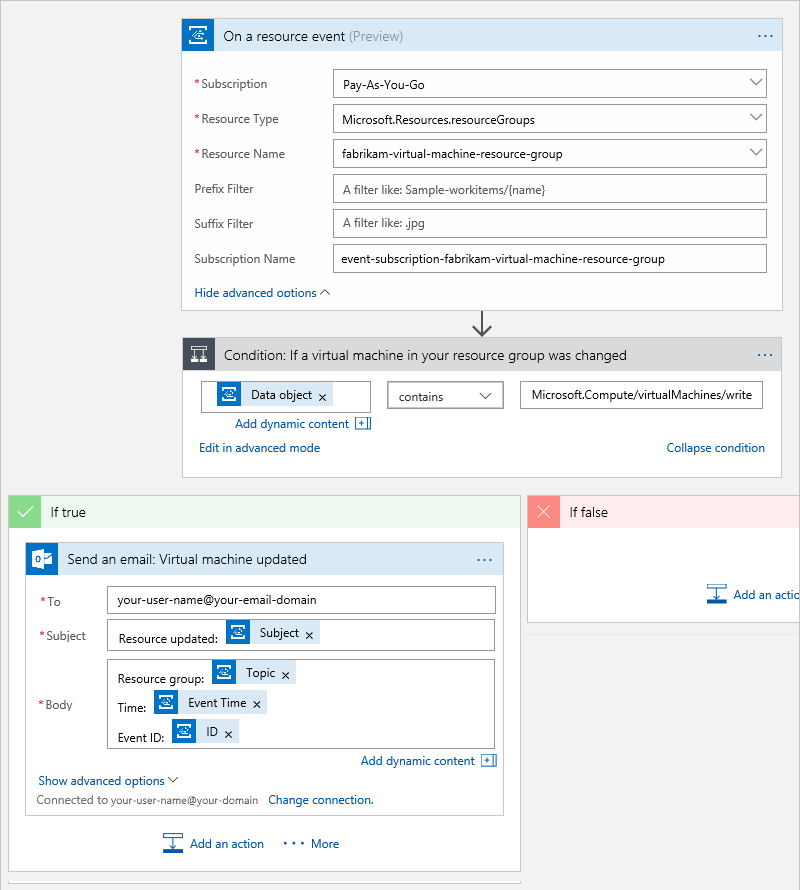 On a resource event (Preview)
* Subscription Pay-As-You-Go
* Resource Type Microsoft.Resources.resourceGroups
* Resource Name fabrikam-virtual-machine-resource-group
Prefix Filter A filter like: Sample-workitems/{name}
Suffix Filter A filter like: .jpg
Subscription Name event-subscription-fabrikam-virtual-machine-resource-group
Hide advanced options
Condition: If a virtual machine in your resource group was changed
Data object × contains Microsoft.Compute/virtualMachines/write
Add dynamic content
Edit in advanced mode Collapse condition
If true
If false
Send an email: Virtual machine updated
* To your-user-name@your-email-domain
* Subject Resource updated: Subject ×
* Body
Resource group: Topic ×
Time: Event Time ×
Event ID: ID ×
Add dynamic content
Show advanced options
Connected to your-user-name@your-domain Change connection.
Add an action ••• More
Add an actio